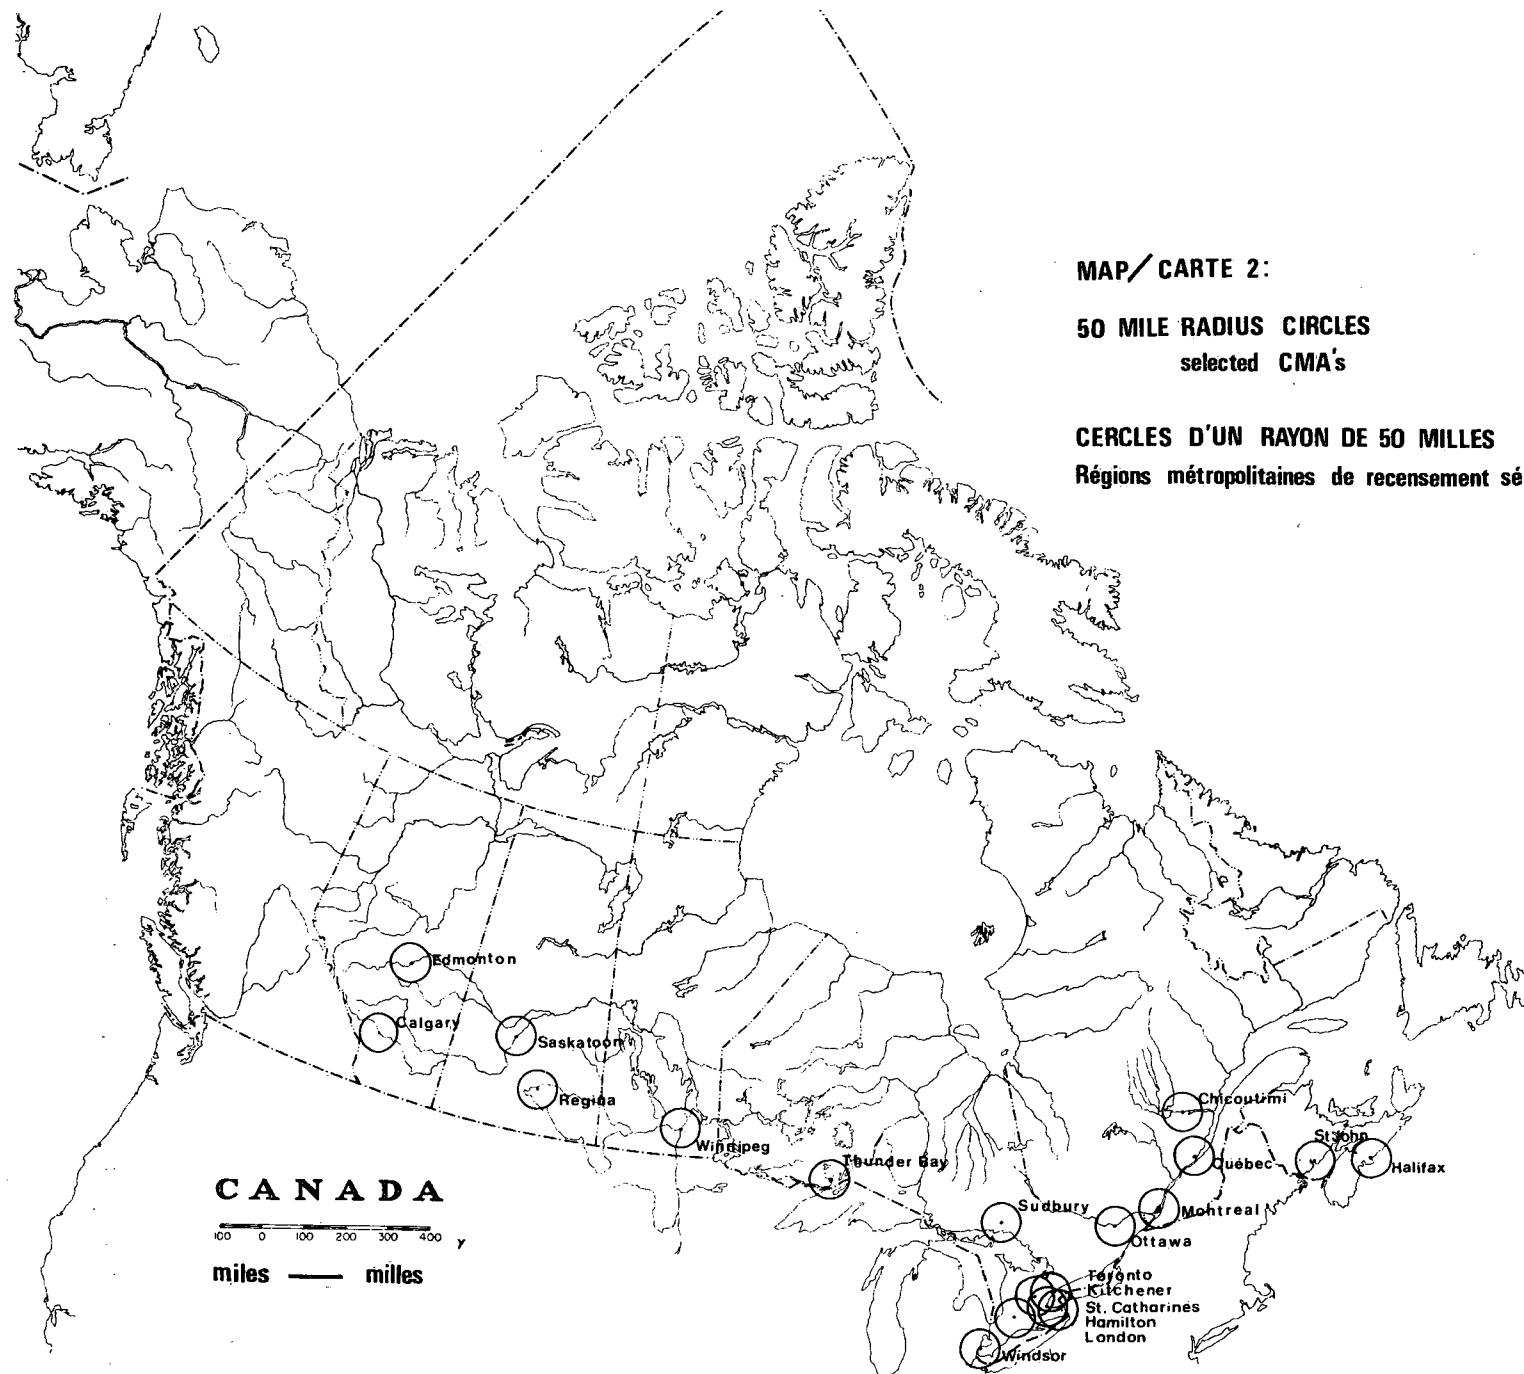 MAP/CARTE 2:
50 MILE RADIUS CIRCLES
selected CMA's
CERCLES D'UN RAYON DE 50 MILLES
Régions métropolitaines de recensement sé
Edmonton
Calgary
Saskatoon
Regina
Winnipeg
Thunder Bay
Chicoutimi
St John
Québec
Halifax
Sudbury
Montreal
Ottawa
Toronto
Kitchener
St. Catharines
Hamilton
London
Windsor
CANADA
100 0 100 200 300 400
miles — milles